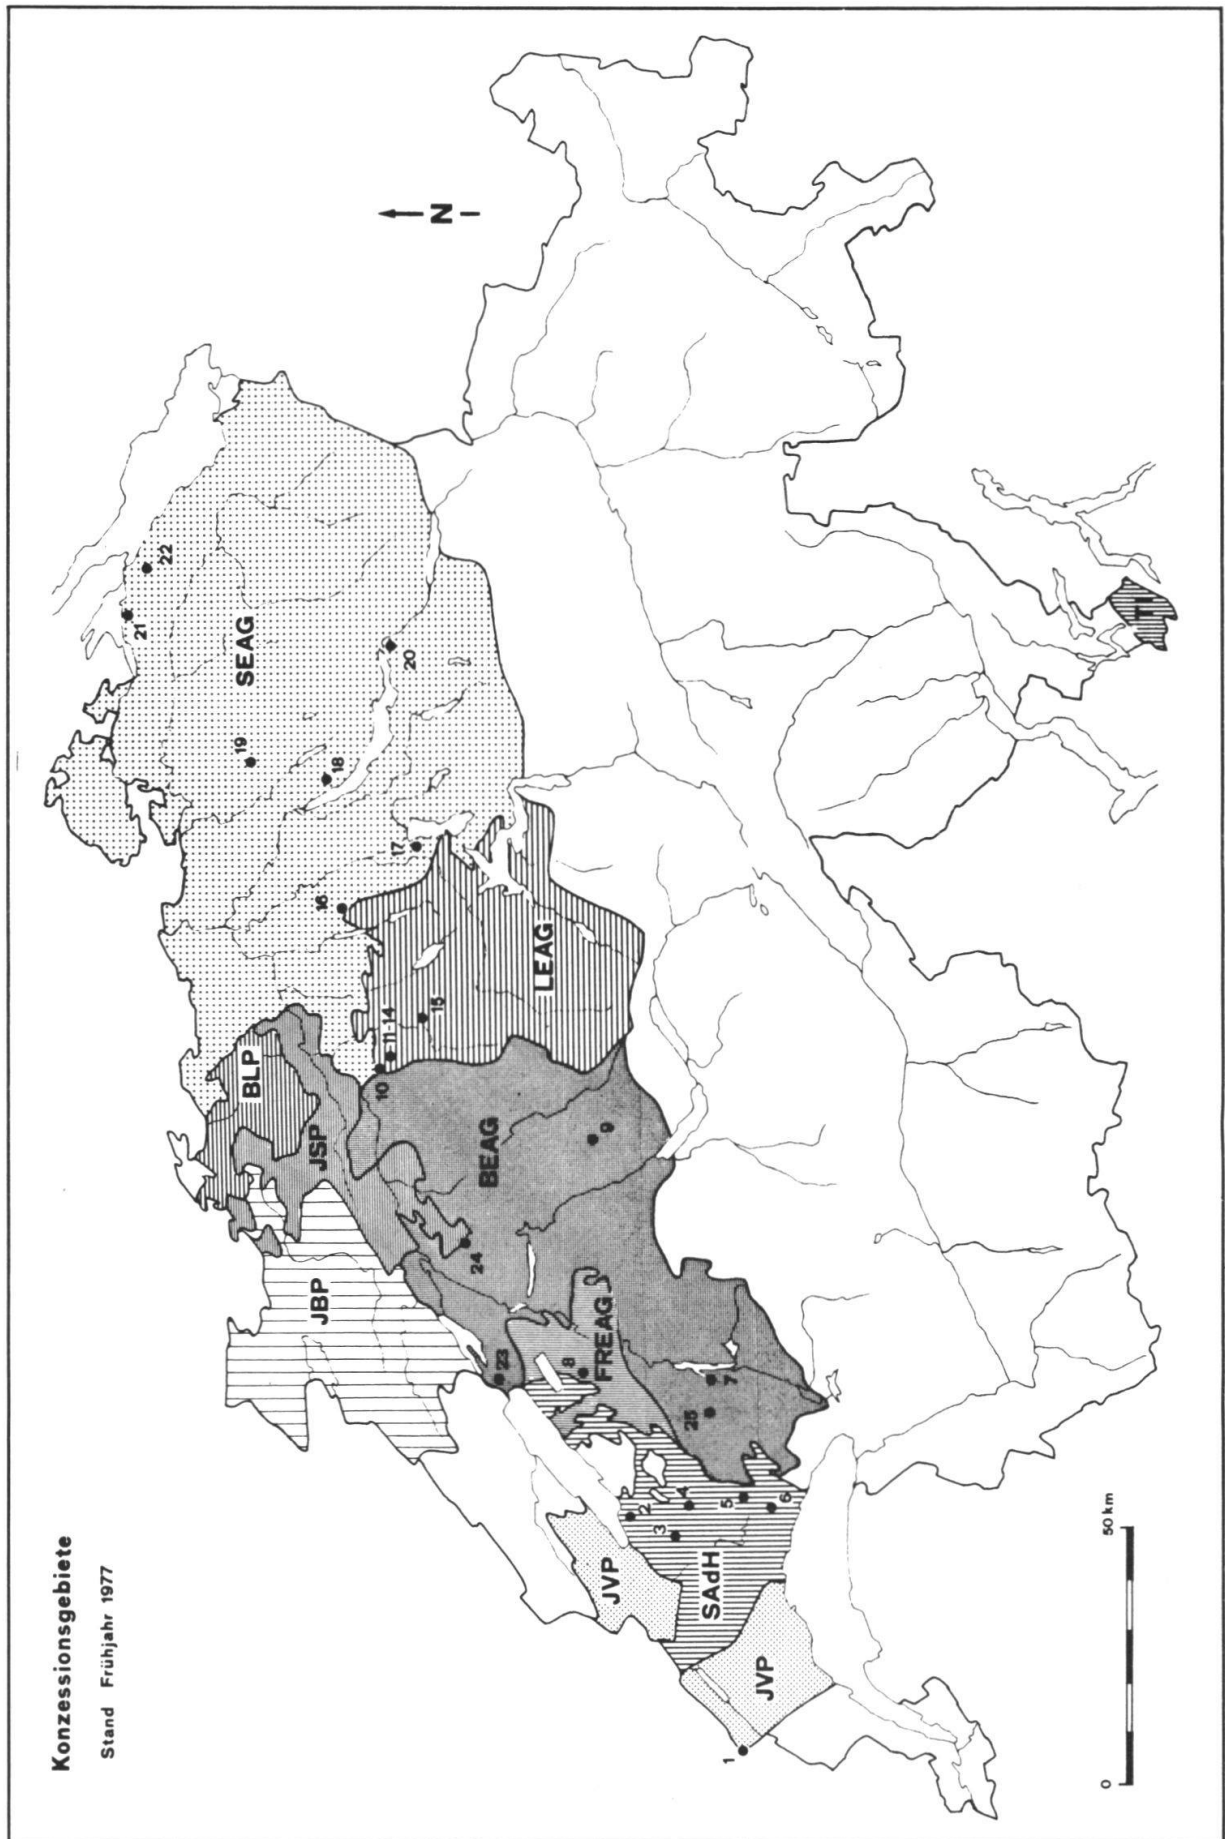 Konzessionsgebiete
Stand Frühjahr 1977
N
SEAG
21
22
19
20
18
17
16
BLP
JSP
JBP
LEAG
15
11-14
10
BEAG
9
24
23
FREAG
8
7
25
2
3
4
5
6
SAdH
JVP
JVP
1
TI
0
50 km